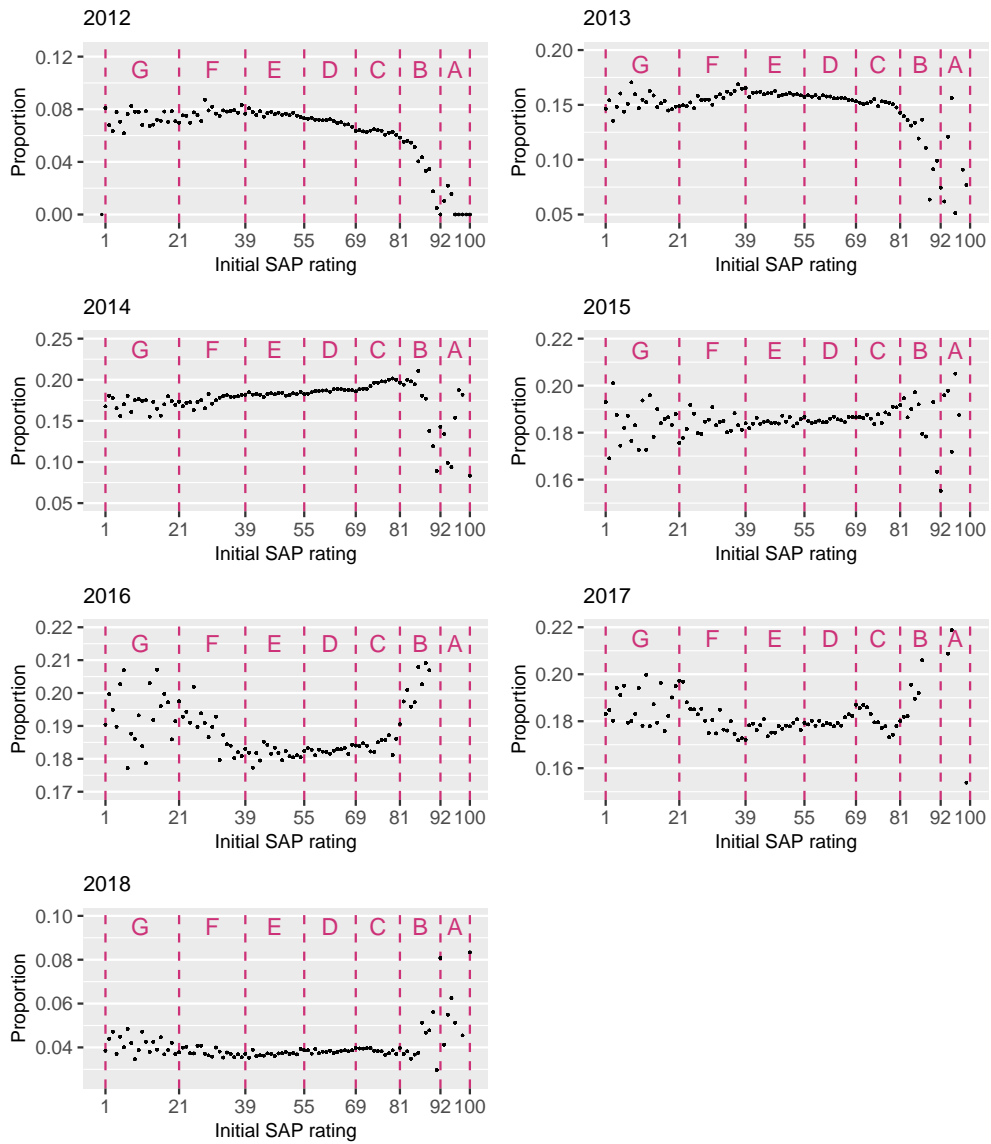 2012
0.12
0.08
0.04
0.00
Proportion
G F E D C B A
1 21 39 55 69 81 92 100
Initial SAP rating
2013
0.20
0.15
0.10
0.05
Proportion
G F E D C B A
1 21 39 55 69 81 92 100
Initial SAP rating
2014
0.25
0.20
0.15
0.10
0.05
Proportion
G F E D C B A
1 21 39 55 69 81 92 100
Initial SAP rating
2015
0.22
0.20
0.18
0.16
Proportion
G F E D C B A
1 21 39 55 69 81 92 100
Initial SAP rating
2016
0.22
0.21
0.20
0.19
0.18
0.17
Proportion
G F E D C B A
1 21 39 55 69 81 92 100
Initial SAP rating
2017
0.22
0.20
0.18
0.16
Proportion
G F E D C B A
1 21 39 55 69 81 92 100
Initial SAP rating
2018
0.10
0.08
0.06
0.04
Proportion
G F E D C B A
1 21 39 55 69 81 92 100
Initial SAP rating